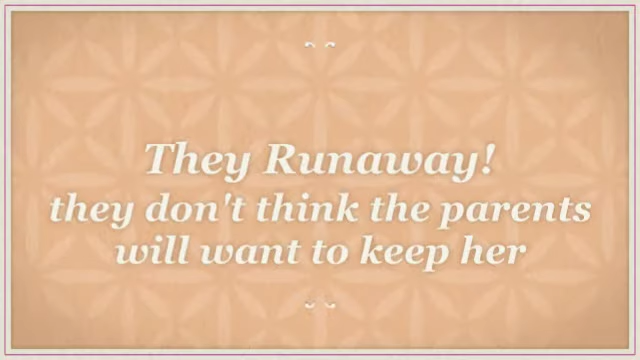 They Runaway!
they don't think the parents
will want to keep her